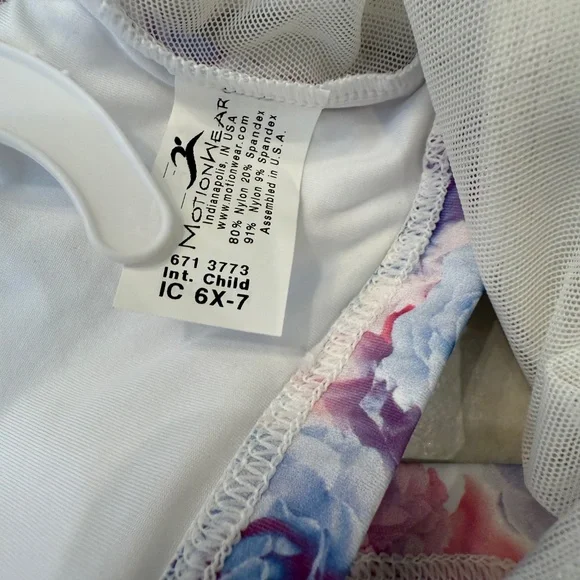 MOTIONWEAR
Indianapolis, IN USA
www.motionwear.com
80% Nylon 20% Spandex
91% Nylon 9% Spandex
Assembled in U.S.A.
671 3773
Int. Child
IC 6X-7